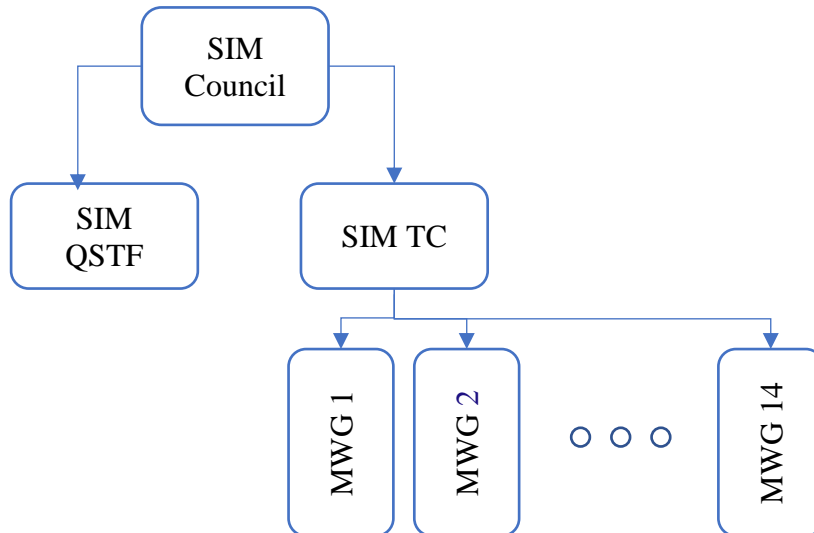 SIM
Council
SIM
QSTF
SIM TC
MWG 1
MWG 2
MWG 14